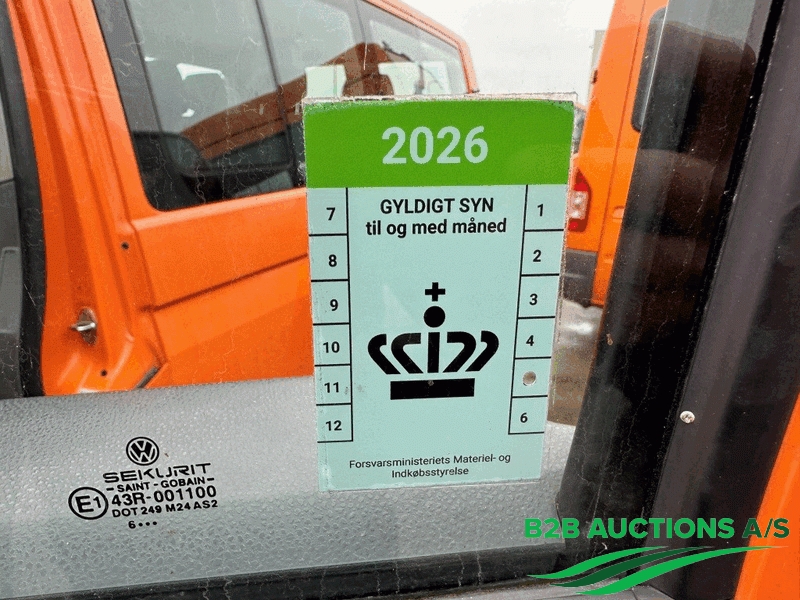 2026
GYLDIGT SYN
til og med måned
7
8
9
10
11
12
1
2
3
4
6
Forsvarsministeriets Materiel- og
Indkøbsstyrelse
SEKURIT
SAINT - GOBAIN
E1 43R-001100
DOT 249 M24 AS2
6•••
B2B AUCTIONS A/S